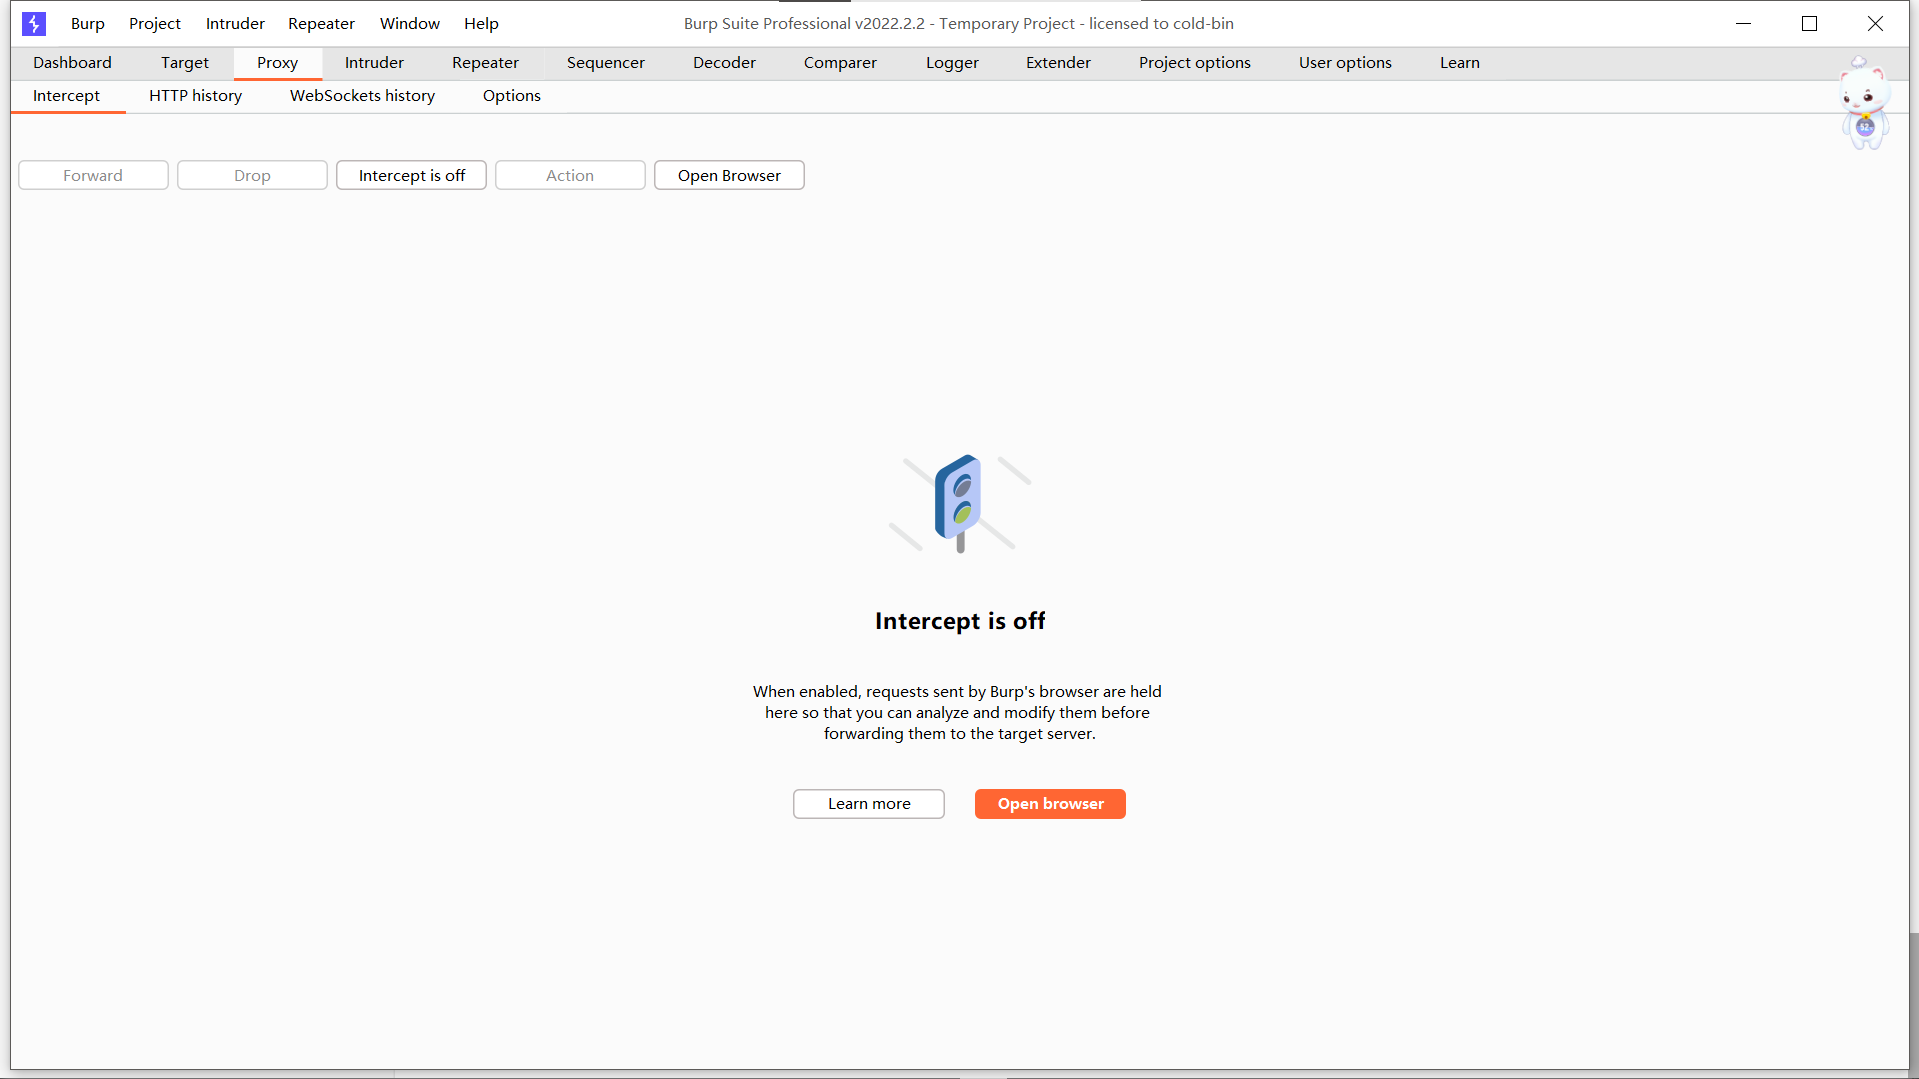 Burp Project Intruder Repeater Window Help Burp Suite Professional v2022.2.2 - Temporary Project - licensed to cold-bin
Dashboard Target Proxy Intruder Repeater Sequencer Decoder Comparer Logger Extender Project options User options Learn
Intercept HTTP history WebSockets history Options
Forward Drop Intercept is off Action Open Browser
Intercept is off
When enabled, requests sent by Burp's browser are held
here so that you can analyze and modify them before
forwarding them to the target server.
Learn more Open browser